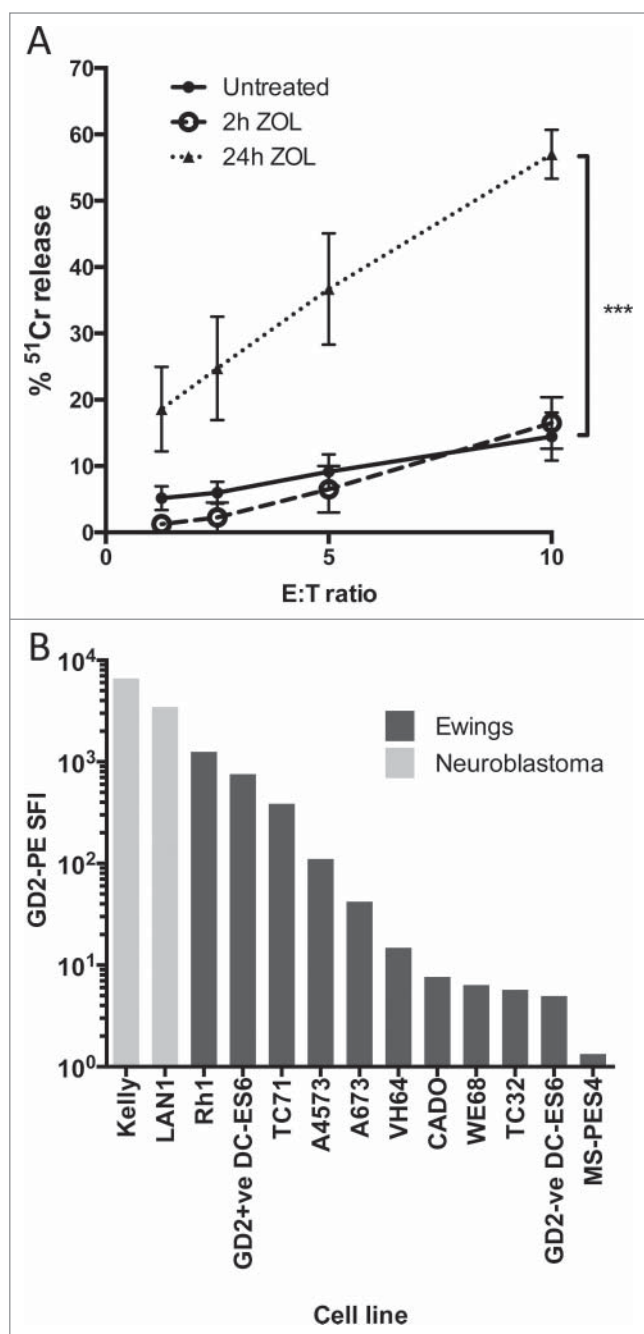 A
70
60
50
40
30
20
10
0
% ⁵¹Cr release
Untreated
2h ZOL
24h ZOL
***
0
5
10
E:T ratio
B
10⁴
10³
10²
10¹
10⁰
GD2-PE SFI
Ewings
Neuroblastoma
Kelly
LAN1
Rh1
GD2+ve DC-ES6
TC71
A4573
A673
VH64
CADO
WE68
TC32
GD2-ve DC-ES6
MS-PES4
Cell line